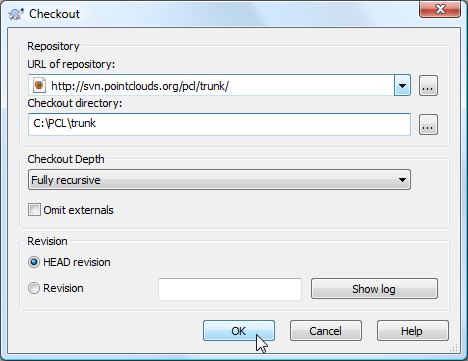 Checkout
Repository
URL of repository:
http://svn.pointclouds.org/pcl/trunk/
...
Checkout directory:
C:\PCL\trunk
...
Checkout Depth
Fully recursive
Omit externals
Revision
HEAD revision
Revision
Show log
OK
Cancel
Help